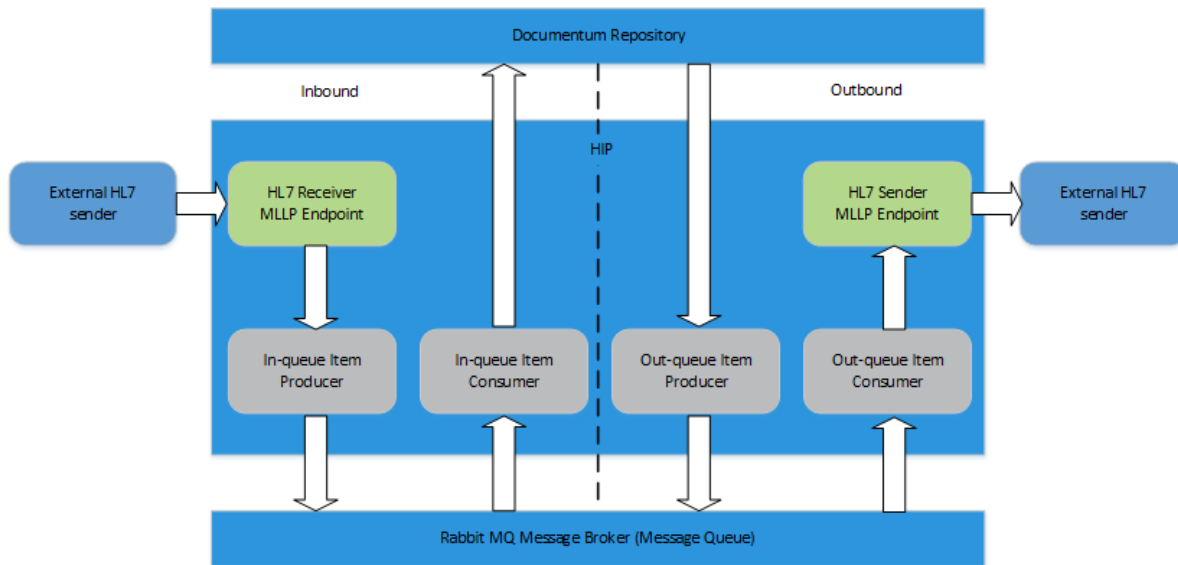 Documentum Repository
Inbound
Outbound
HIP
External HL7
sender
HL7 Receiver
MLLP Endpoint
HL7 Sender
MLLP Endpoint
External HL7
sender
In-queue Item
Producer
In-queue Item
Consumer
Out-queue Item
Producer
Out-queue Item
Consumer
Rabbit MQ Message Broker (Message Queue)